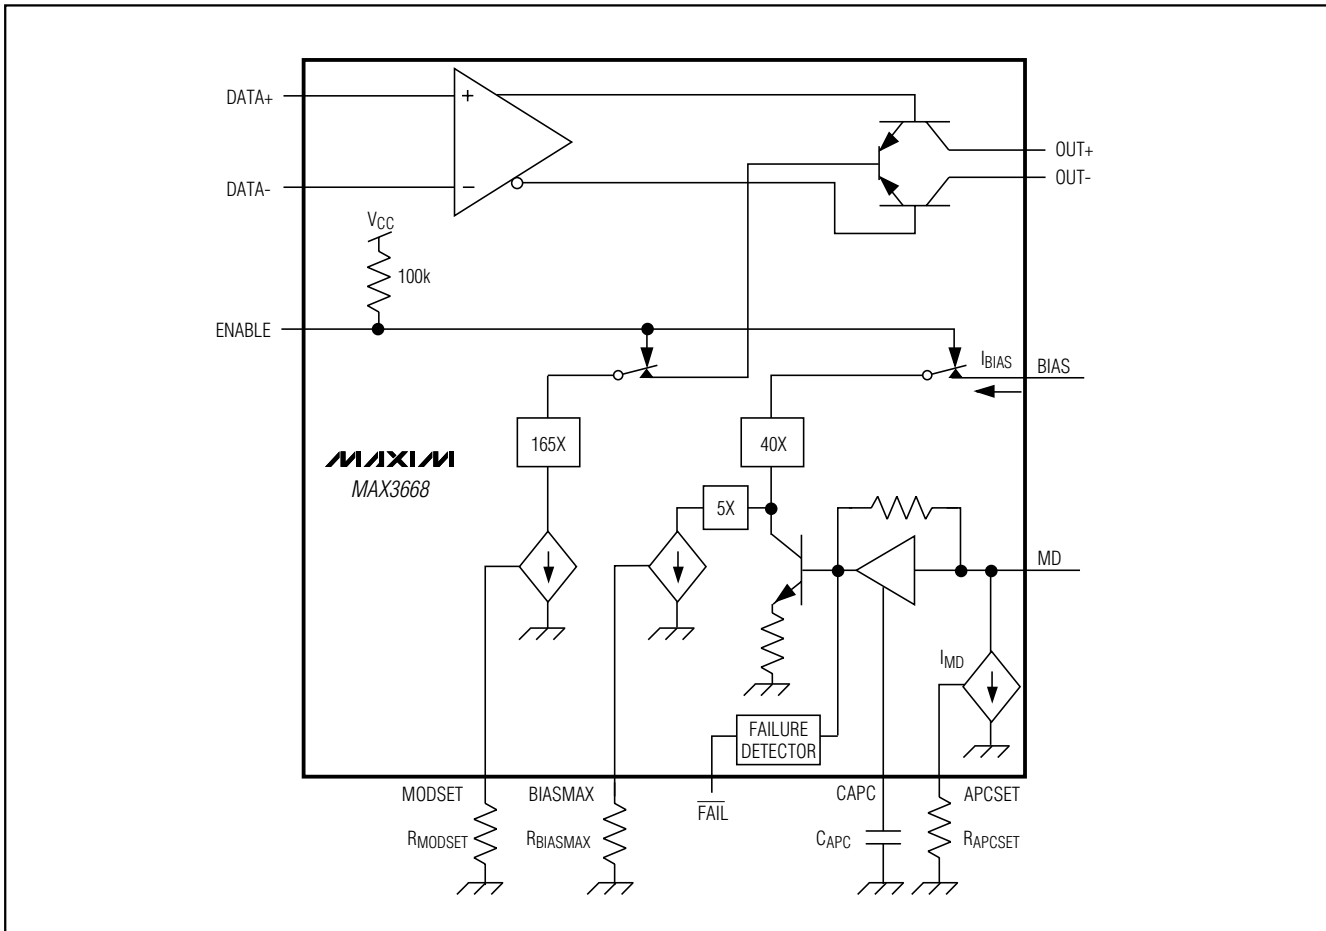 DATA+
+
OUT+
OUT-
DATA-
−
VCC
100k
ENABLE
IBIAS
BIAS
165X
40X
MAXIM
MAX3668
5X
MD
IMD
FAILURE
DETECTOR
MODSET
BIASMAX
FAIL
CAPC
APCSET
RMODSET
RBIASMAX
CAPC
RAPCSET